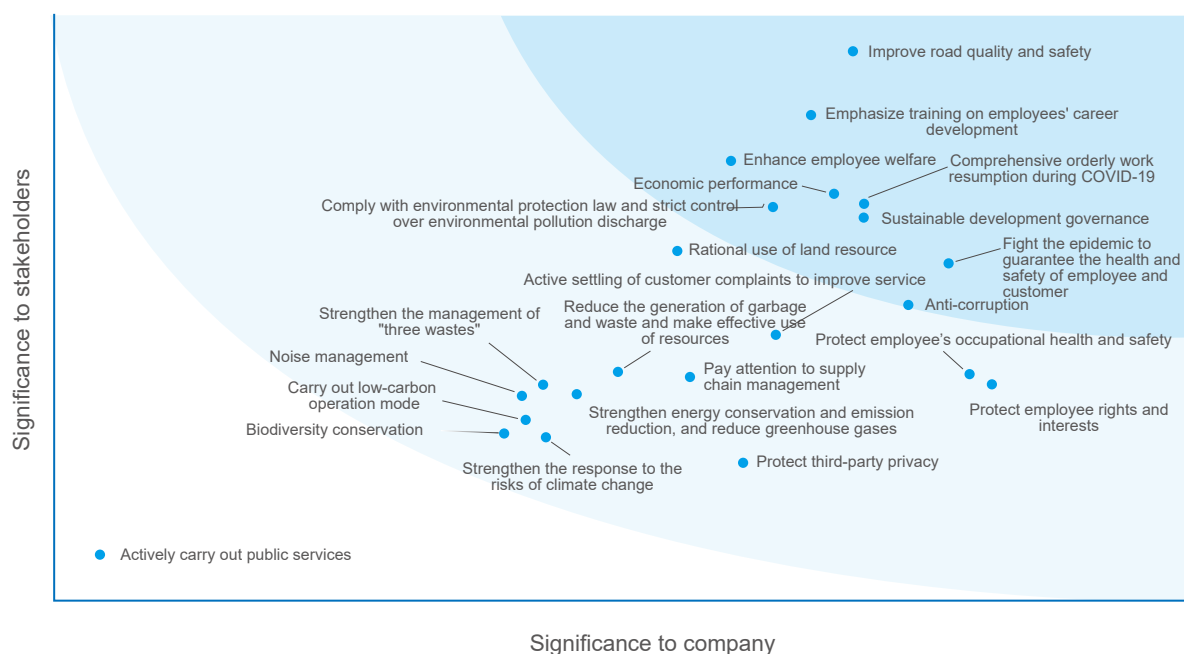 Improve road quality and safety
Emphasize training on employees' career
development
Enhance employee welfare
Comprehensive orderly work
resumption during COVID-19
Economic performance
Comply with environmental protection law and strict control
over environmental pollution discharge
Sustainable development governance
Rational use of land resource
Fight the epidemic to
guarantee the health and
safety of employee and
customer
Active settling of customer complaints to improve service
Anti-corruption
Reduce the generation of garbage
and waste and make effective use
of resources
Strengthen the management of
"three wastes"
Protect employee’s occupational health and safety
Noise management
Pay attention to supply
chain management
Carry out low-carbon
operation mode
Strengthen energy conservation and emission
reduction, and reduce greenhouse gases
Protect employee rights and
interests
Biodiversity conservation
Strengthen the response to the
risks of climate change
Protect third-party privacy
Actively carry out public services
Significance to stakeholders
Significance to company